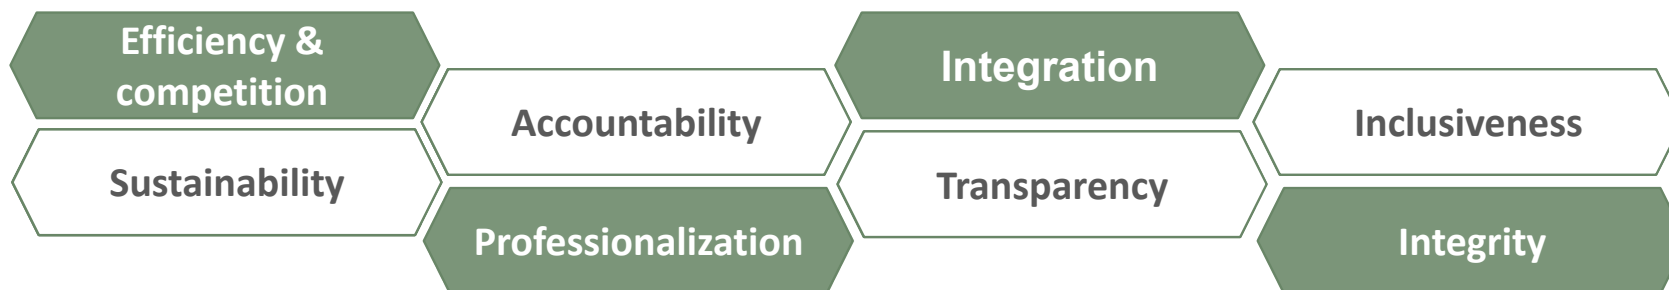 Efficiency &
competition
Integration
Accountability
Inclusiveness
Sustainability
Transparency
Professionalization
Integrity